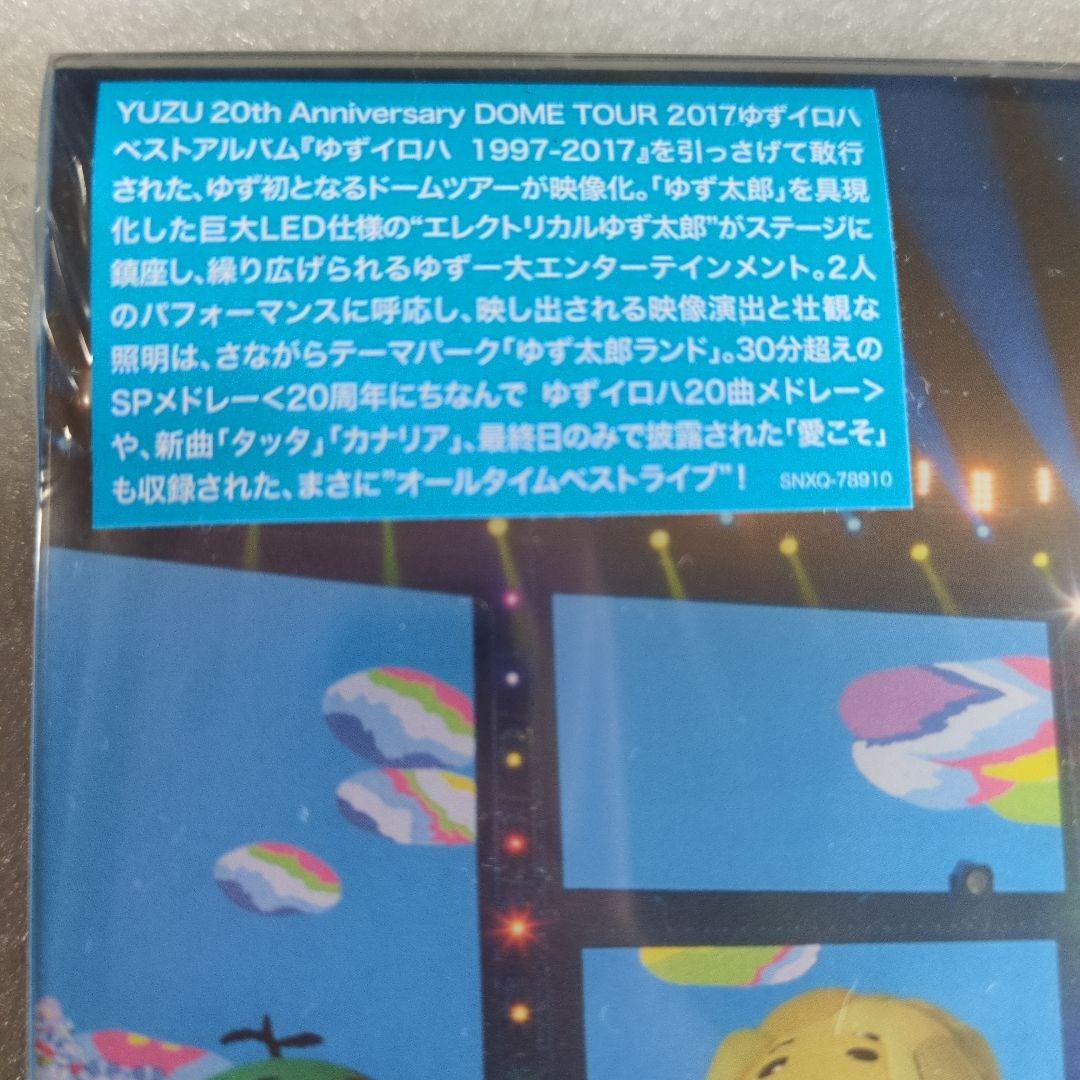 YUZU 20th Anniversary DOME TOUR 2017ゆずイロハ
ベストアルバム『ゆずイロハ 1997-2017』を引っさげて敢行
された、ゆず初となるドームツアーが映像化。「ゆず太郎」を具現
化した巨大LED仕様の“エレクトリカルゆず太郎”がステージに
鎮座し、繰り広げられるゆず一大エンターテインメント。2人
のパフォーマンスに呼応し、映し出される映像演出と壮観な
照明は、さながらテーマパーク「ゆず太郎ランド」。30分超えの
SPメドレー<20周年にちなんで ゆずイロハ20曲メドレー>
や、新曲「タッタ」「カナリア」、最終日のみで披露された「愛こそ」
も収録された、まさに”オールタイムベストライブ”！ SNXQ-78910